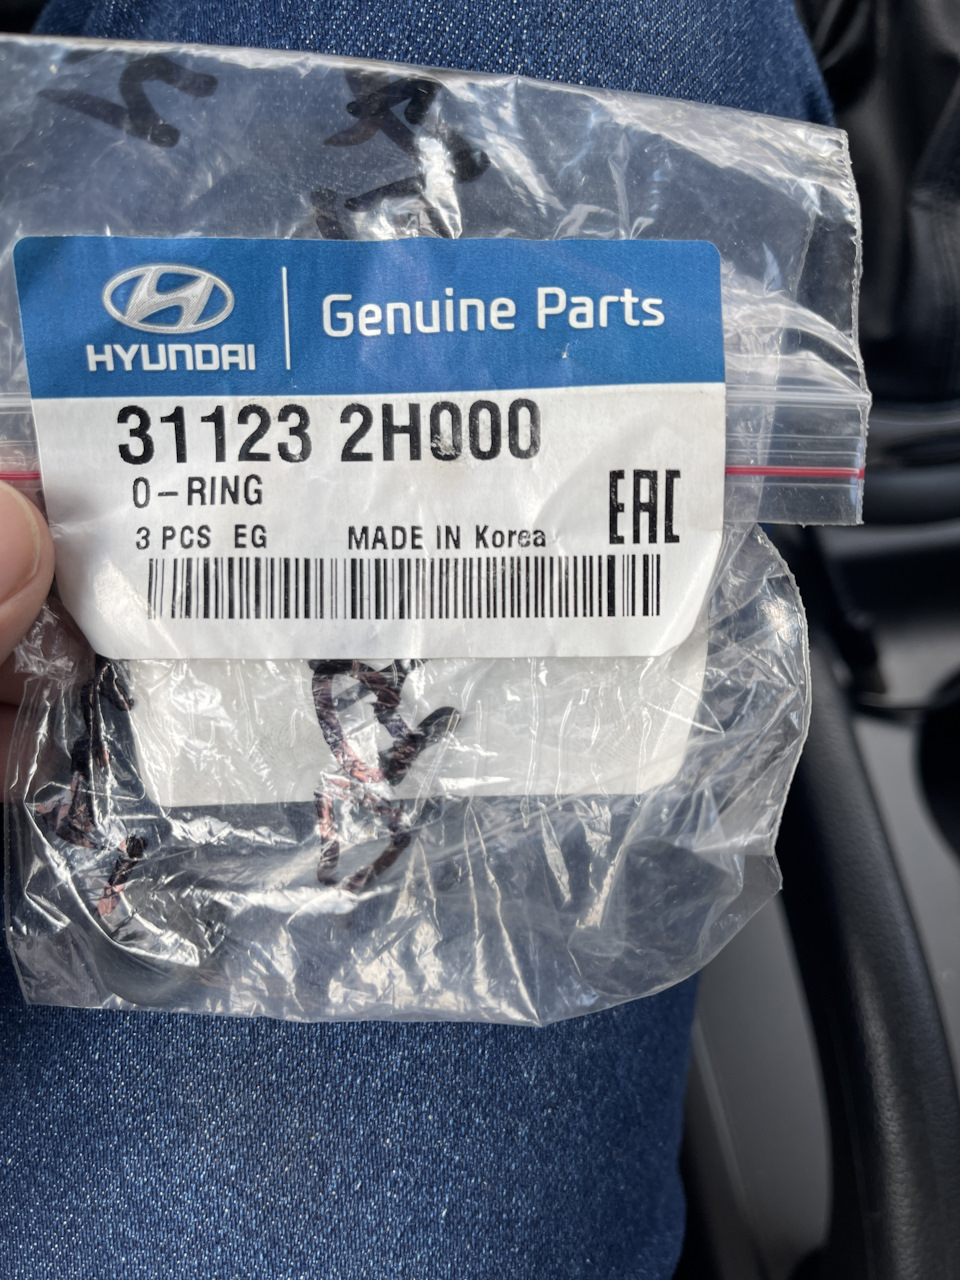 HYUNDAI
Genuine Parts
31123 2H000
O-RING
3 PCS EG MADE IN Korea
EAC